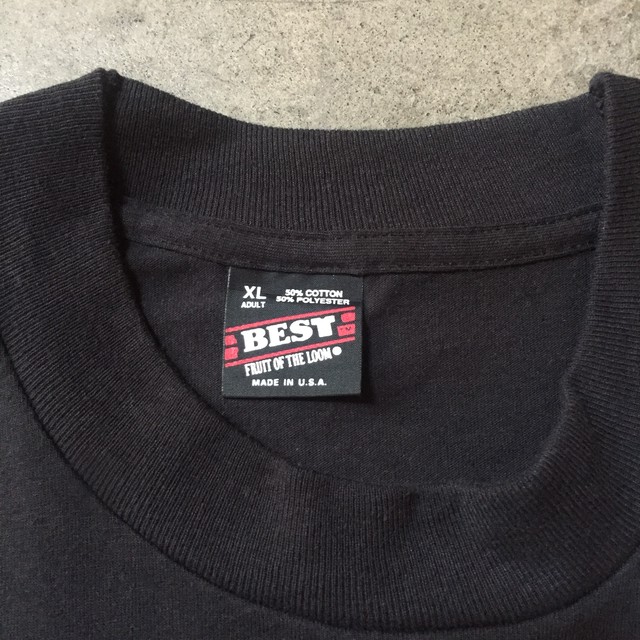 XL
ADULT
50% COTTON
50% POLYESTER
BEST
FRUIT OF THE LOOM
MADE IN U.S.A.